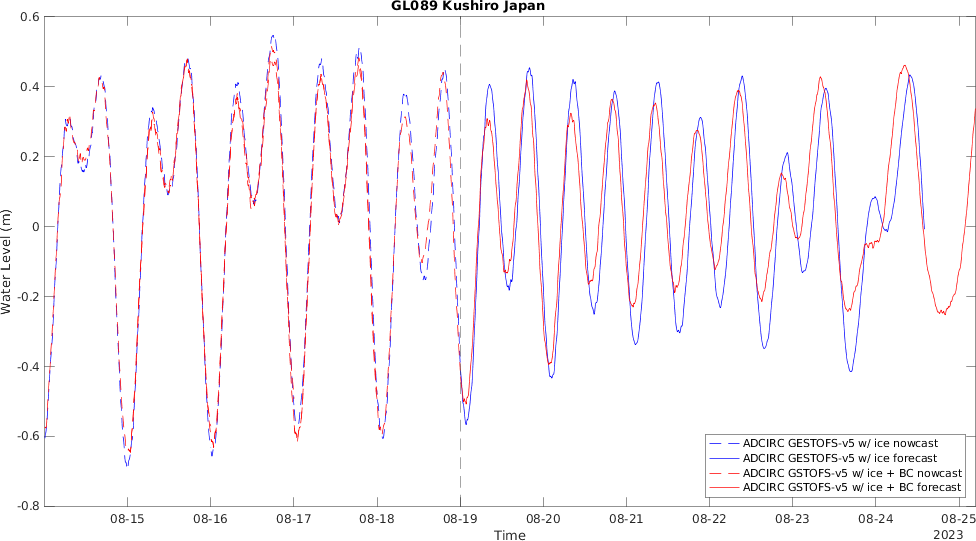 GL089 Kushiro Japan
0.6
0.4
0.2
0
-0.2
-0.4
-0.6
-0.8
Water Level (m)
ADCIRC GESTOFS-v5 w/ ice nowcast
ADCIRC GESTOFS-v5 w/ ice forecast
ADCIRC GSTOFS-v5 w/ ice + BC nowcast
ADCIRC GSTOFS-v5 w/ ice + BC forecast
08-15 08-16 08-17 08-18 08-19 08-20 08-21 08-22 08-23 08-24 08-25
Time
2023